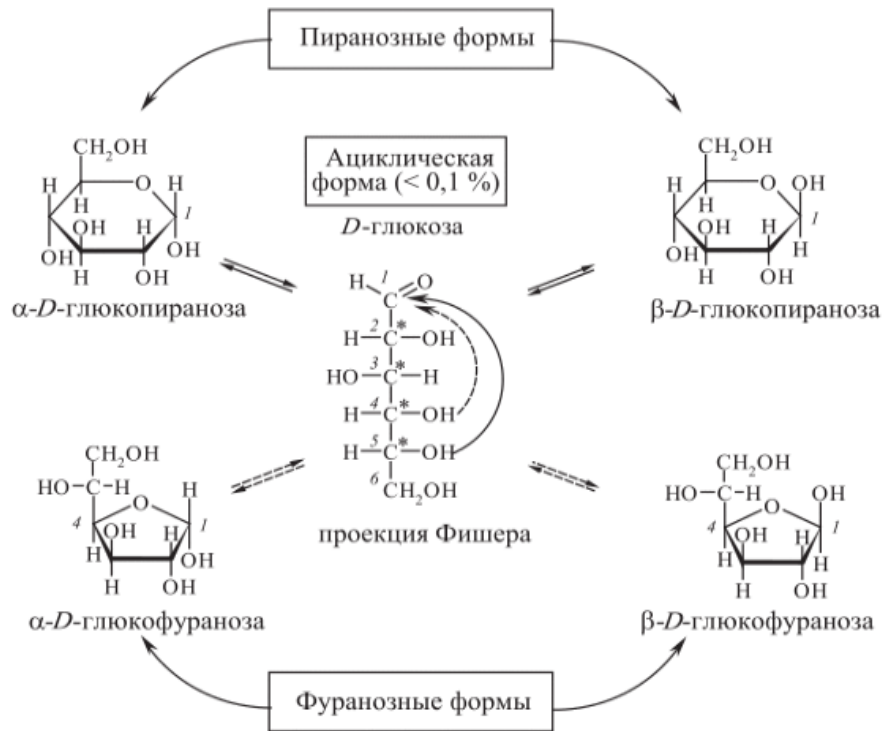 Пиранозные формы
CH₂OH
H
O
H
H
1
OH
H
OH
OH
H
H
OH
α-D-глюкопираноза
Ациклическая
форма (< 0,1 %)
D-глюкоза
CH₂OH
H
O
OH
H
1
OH
H
OH
H
H
OH
β-D-глюкопираноза
1
H
O
C
2
H–C*–OH
3
HO–C*–H
4
H–C*–OH
5
H–C*–OH
6
CH₂OH
проекция Фишера
CH₂OH
HO–C–H
O
H
4
1
OH
H
H
OH
H
OH
α-D-глюкофураноза
CH₂OH
HO–C–H
O
OH
4
1
OH
H
H
H
H
OH
β-D-глюкофураноза
Фуранозные формы